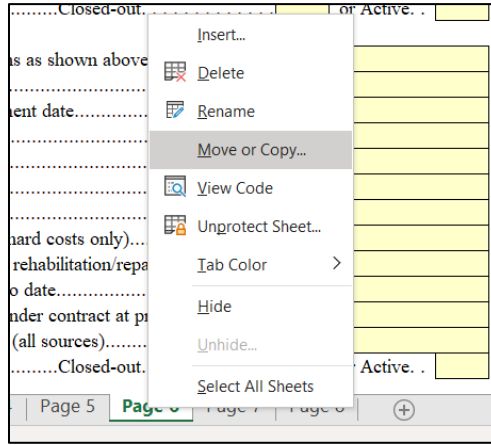 .........Closed-out. . . . . . . . . . . . or Active. .
Insert...
ns as shown above
Delete
nent date..............
Rename
Move or Copy...
View Code
Unprotect Sheet...
hard costs only)....
rehabilitation/repa
Tab Color
o date..................
Hide
nder contract at pr
Unhide...
(all sources).........
.........Closed-out. Active. .
Select All Sheets
Page 5 Page 6 Page 7